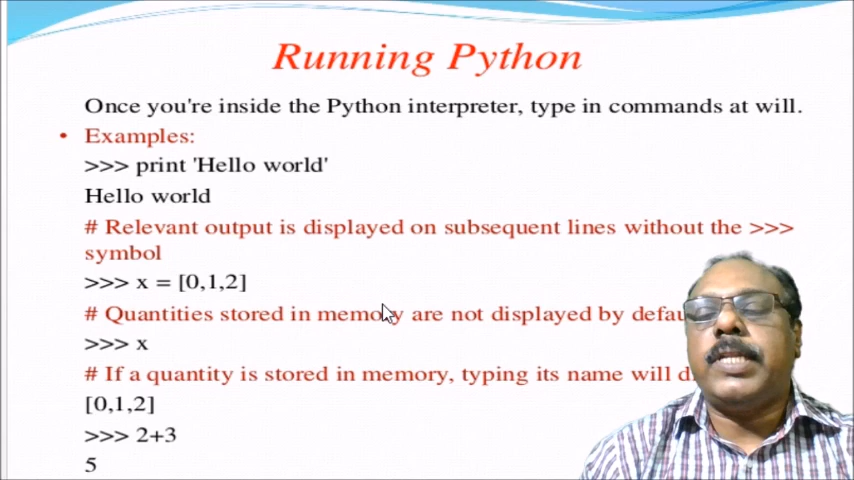 Running Python
Once you're inside the Python interpreter, type in commands at will.
• Examples:
>>> print 'Hello world'
Hello world
# Relevant output is displayed on subsequent lines without the >>>
symbol
>>> x = [0,1,2]
# Quantities stored in memory are not displayed by
>>> x
# If a quantity is stored in memory, typing its name will
[0,1,2]
>>> 2+3
5